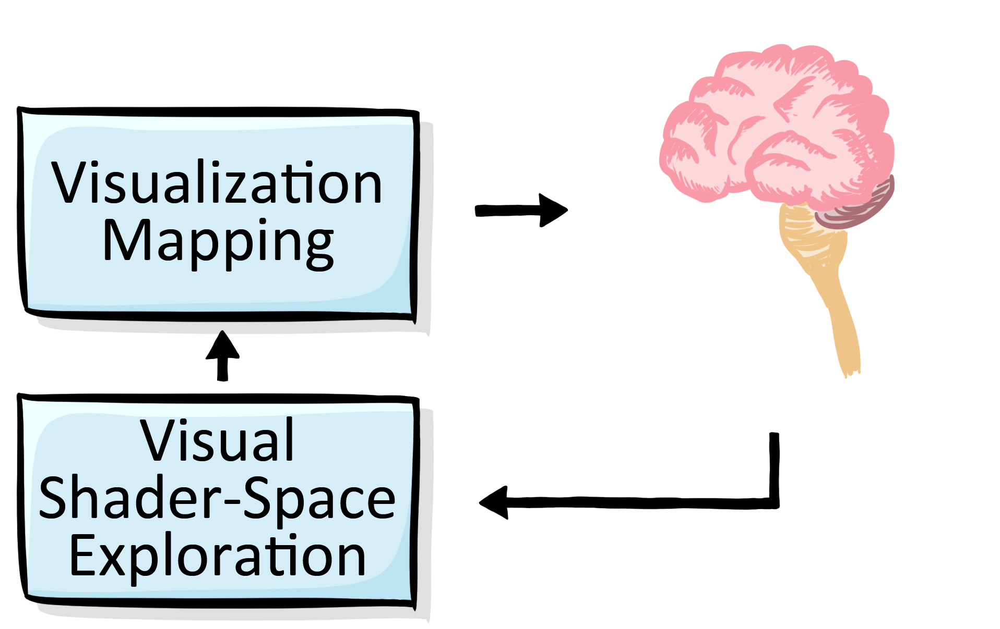 Visualization
Mapping
Visual
Shader-Space
Exploration